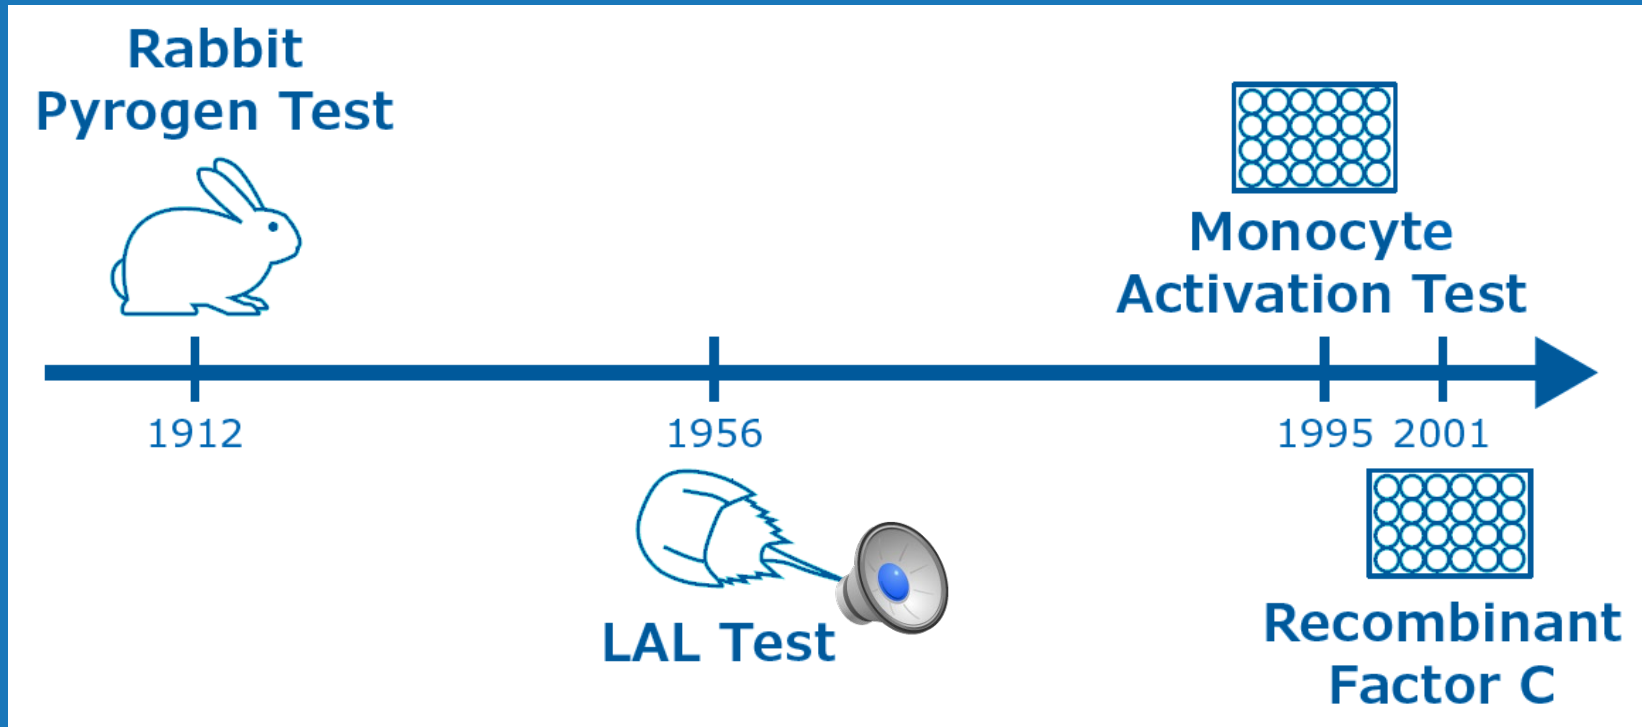 Rabbit
Pyrogen Test
Monocyte
Activation Test
1912
1956
1995
2001
LAL Test
Recombinant
Factor C